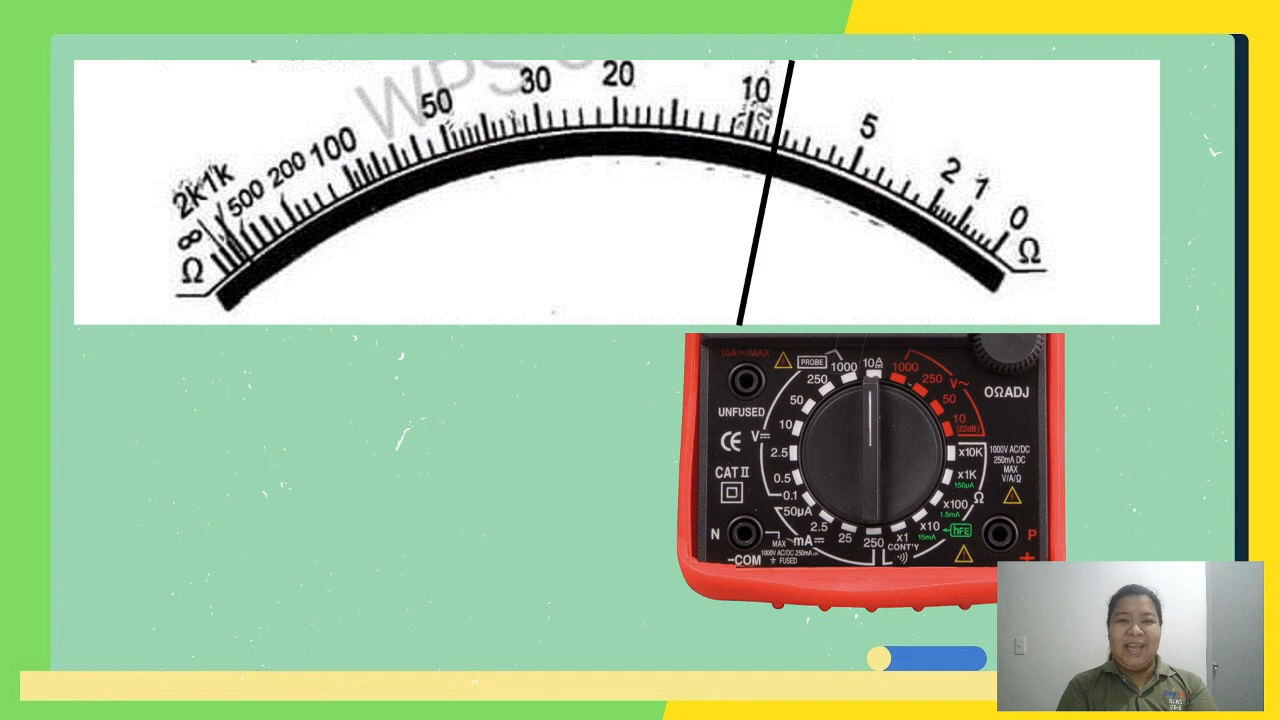 WPS
2k 1k 500 200 100 50 30 20 10 5 2 1 0
∞
Ω Ω
10A⎓/MAX
PROBE
1000
10A
1000
250
250
V~
50
50
10
(22dB)
10
V⎓
2.5
0.5
0.1
50µA
2.5
mA⎓
25
250
x1
CONT'Y
x10
15mA
hFE
x100
1.5mA
x1K
150µA
x10K
Ω
0ΩADJ
1000V AC/DC
250mA DC
MAX
V/A/Ω
UNFUSED
CE
CAT II
N
P
+
MAX
1000V AC/DC 250mA⎓
FUSED
−COM